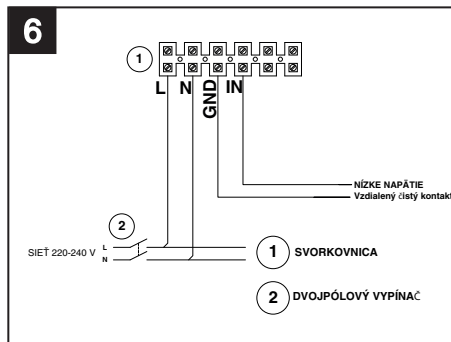 6
1
L N GND IN
NÍZKE NAPÄTIE
Vzdialený čistý kontakt
2
SIEŤ 220-240 V L
N
1 SVORKOVNICA
2 DVOJPÓLOVÝ VYPÍNAČ